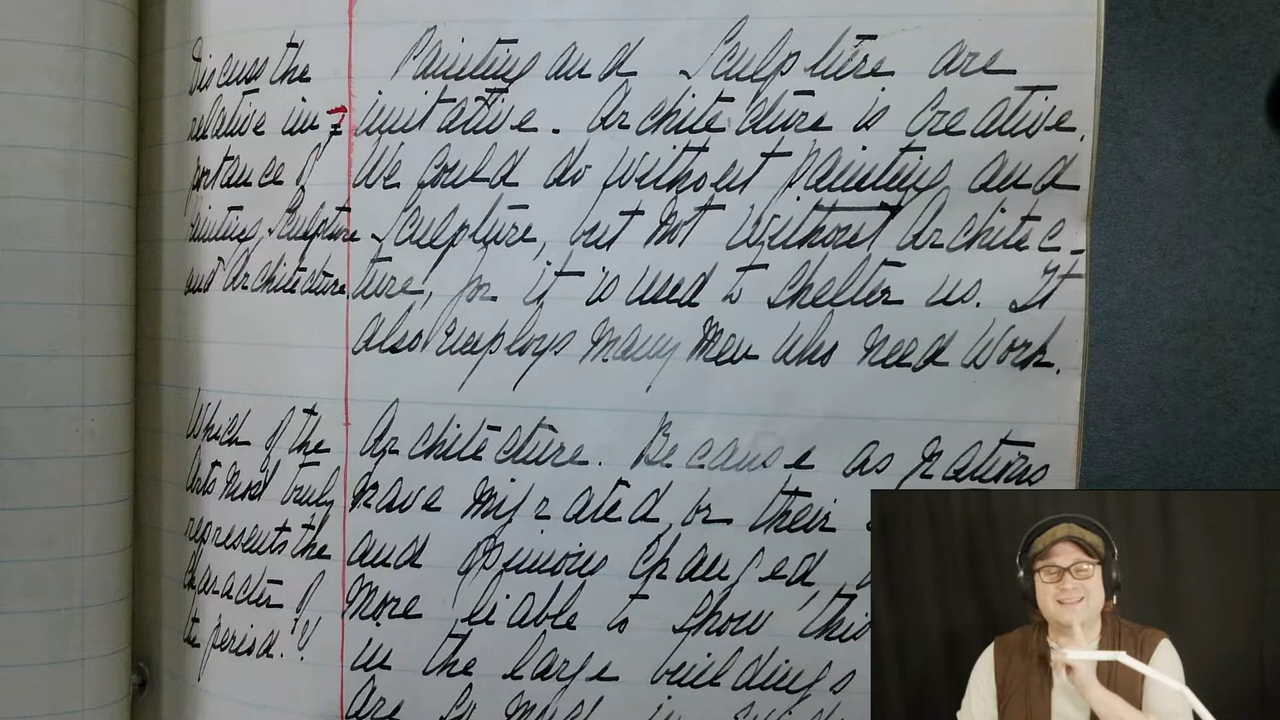 Discuss the
relative im-
portance of
Painting, Sculpture
and Architecture.
Painting and Sculpture are
imitative. Architecture is Creative.
We Could do Without Painting and
Sculpture, but Not Without Architec-
ture, for it is used to Shelter us. It
also employs Many Men Who need Work.
Which of the
Arts Most truly
represents the
Character of
the period.?
Architecture. Because as nations
have Migrated, or their
and Opinions Changed,
More liable to Show this
in the large buildings
are So Much in